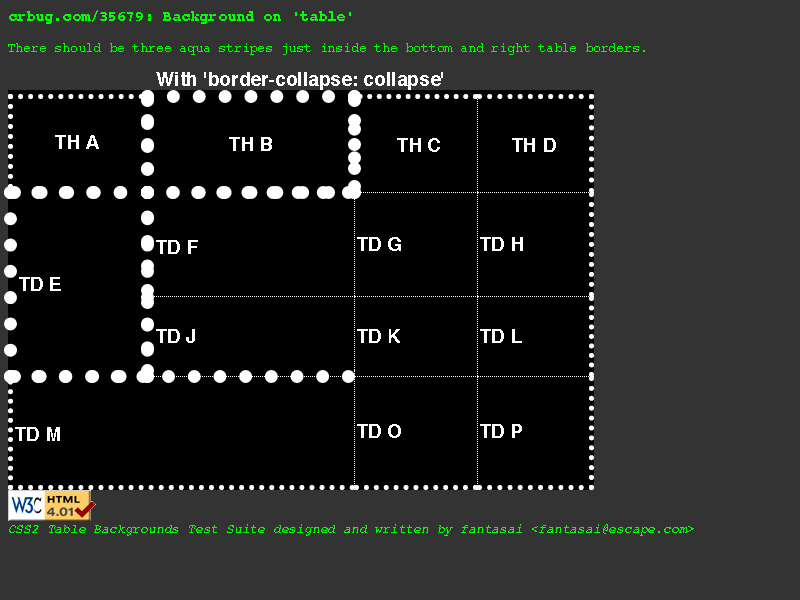 crbug.com/35679: Background on 'table'
There should be three aqua stripes just inside the bottom and right table borders.
With 'border-collapse: collapse'
TH A TH B TH C TH D
TD E TD F TD G TD H
TD J TD K TD L
TD M TD O TD P
W3C HTML 4.01
CSS2 Table Backgrounds Test Suite designed and written by fantasai <fantasai@escape.com>